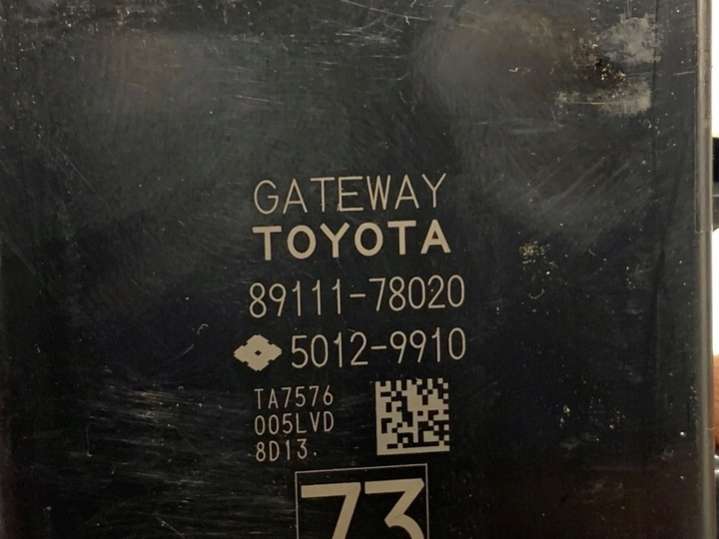 GATEWAY
TOYOTA
89111-78020
5012-9910
TA7576
005LVD
8D13.
73